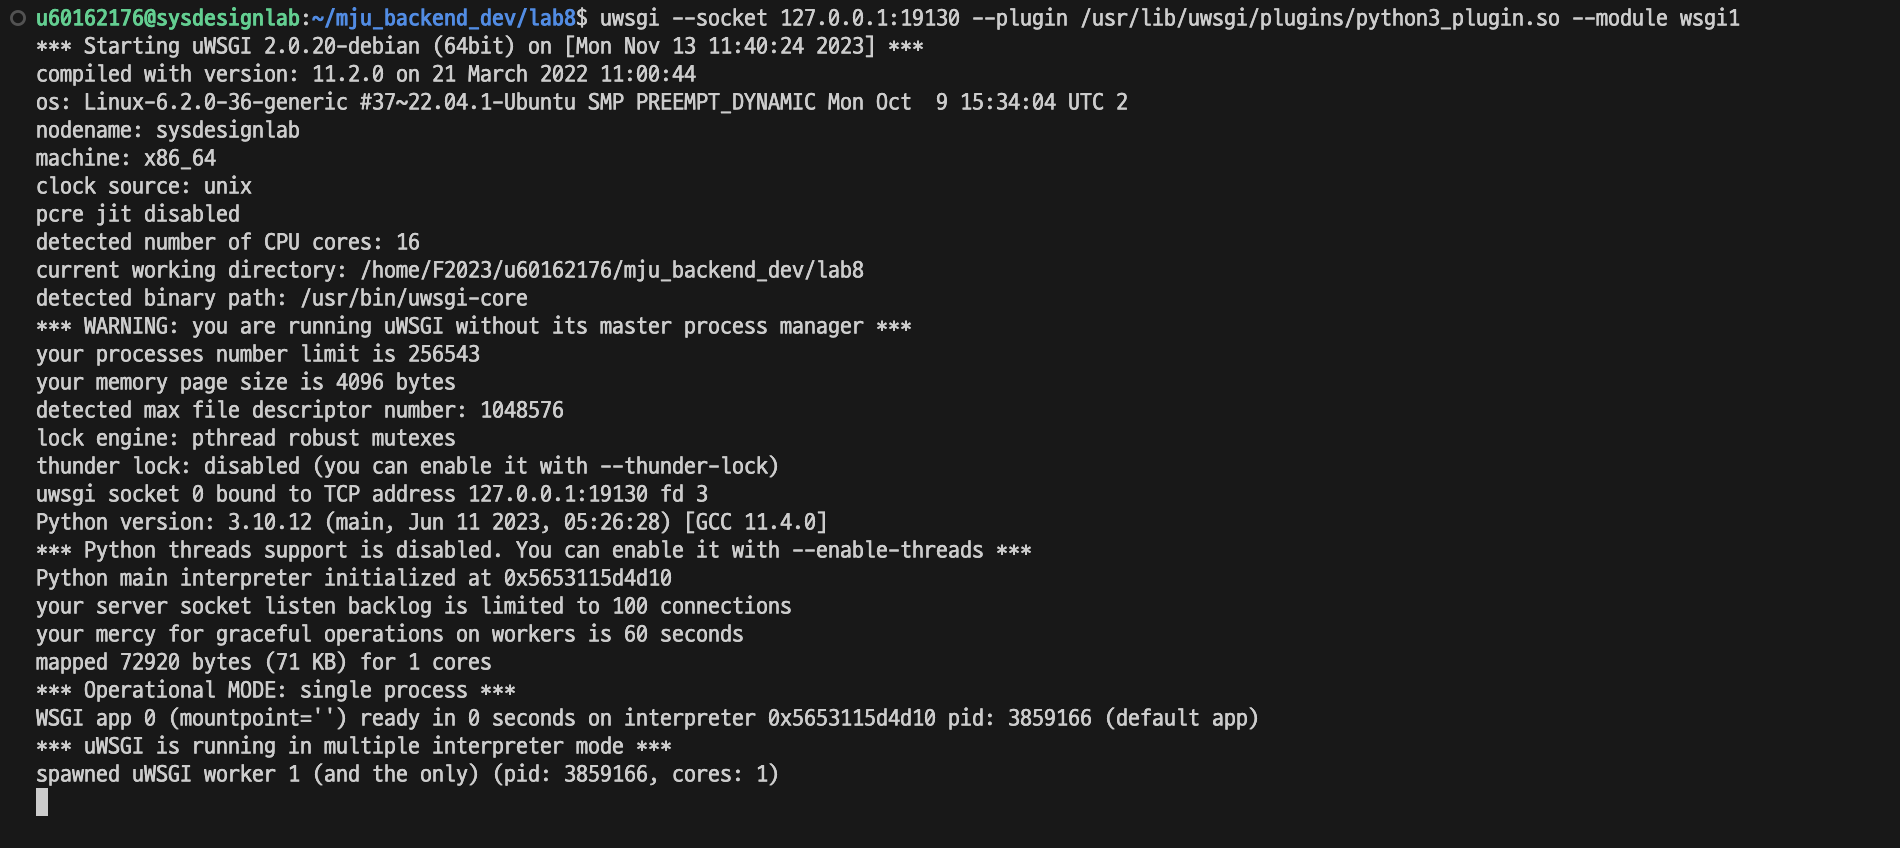 u60162176@sysdesignlab:~/mju_backend_dev/lab8$ uwsgi --socket 127.0.0.1:19130 --plugin /usr/lib/uwsgi/plugins/python3_plugin.so --module wsgi1
*** Starting uWSGI 2.0.20-debian (64bit) on [Mon Nov 13 11:40:24 2023] ***
compiled with version: 11.2.0 on 21 March 2022 11:00:44
os: Linux-6.2.0-36-generic #37~22.04.1-Ubuntu SMP PREEMPT_DYNAMIC Mon Oct  9 15:34:04 UTC 2
nodename: sysdesignlab
machine: x86_64
clock source: unix
pcre jit disabled
detected number of CPU cores: 16
current working directory: /home/F2023/u60162176/mju_backend_dev/lab8
detected binary path: /usr/bin/uwsgi-core
*** WARNING: you are running uWSGI without its master process manager ***
your processes number limit is 256543
your memory page size is 4096 bytes
detected max file descriptor number: 1048576
lock engine: pthread robust mutexes
thunder lock: disabled (you can enable it with --thunder-lock)
uwsgi socket 0 bound to TCP address 127.0.0.1:19130 fd 3
Python version: 3.10.12 (main, Jun 11 2023, 05:26:28) [GCC 11.4.0]
*** Python threads support is disabled. You can enable it with --enable-threads ***
Python main interpreter initialized at 0x5653115d4d10
your server socket listen backlog is limited to 100 connections
your mercy for graceful operations on workers is 60 seconds
mapped 72920 bytes (71 KB) for 1 cores
*** Operational MODE: single process ***
WSGI app 0 (mountpoint='') ready in 0 seconds on interpreter 0x5653115d4d10 pid: 3859166 (default app)
*** uWSGI is running in multiple interpreter mode ***
spawned uWSGI worker 1 (and the only) (pid: 3859166, cores: 1)